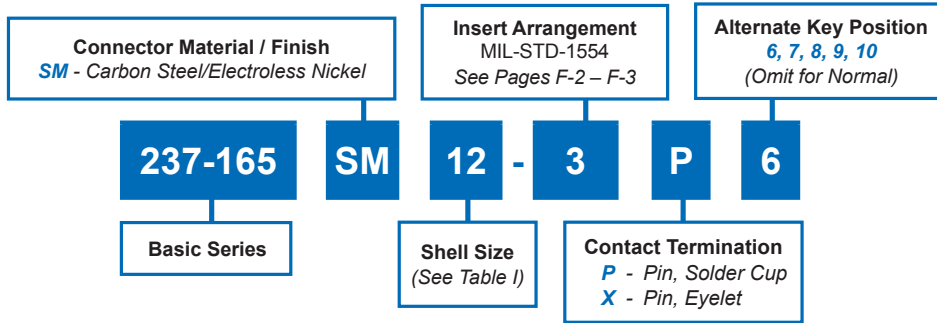 Connector Material / Finish
SM - Carbon Steel/Electroless Nickel
Insert Arrangement
MIL-STD-1554
See Pages F-2 – F-3
Alternate Key Position
6, 7, 8, 9, 10
(Omit for Normal)
237-165 SM 12 - 3 P 6
Basic Series
Shell Size
(See Table I)
Contact Termination
P - Pin, Solder Cup
X - Pin, Eyelet